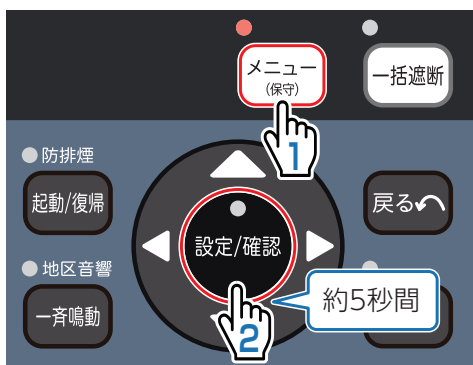 メニュー
(保守)
一括遮断
1
防排煙
起動/復帰
戻る
設定/確認
地区音響
一斉鳴動
約5秒間
2